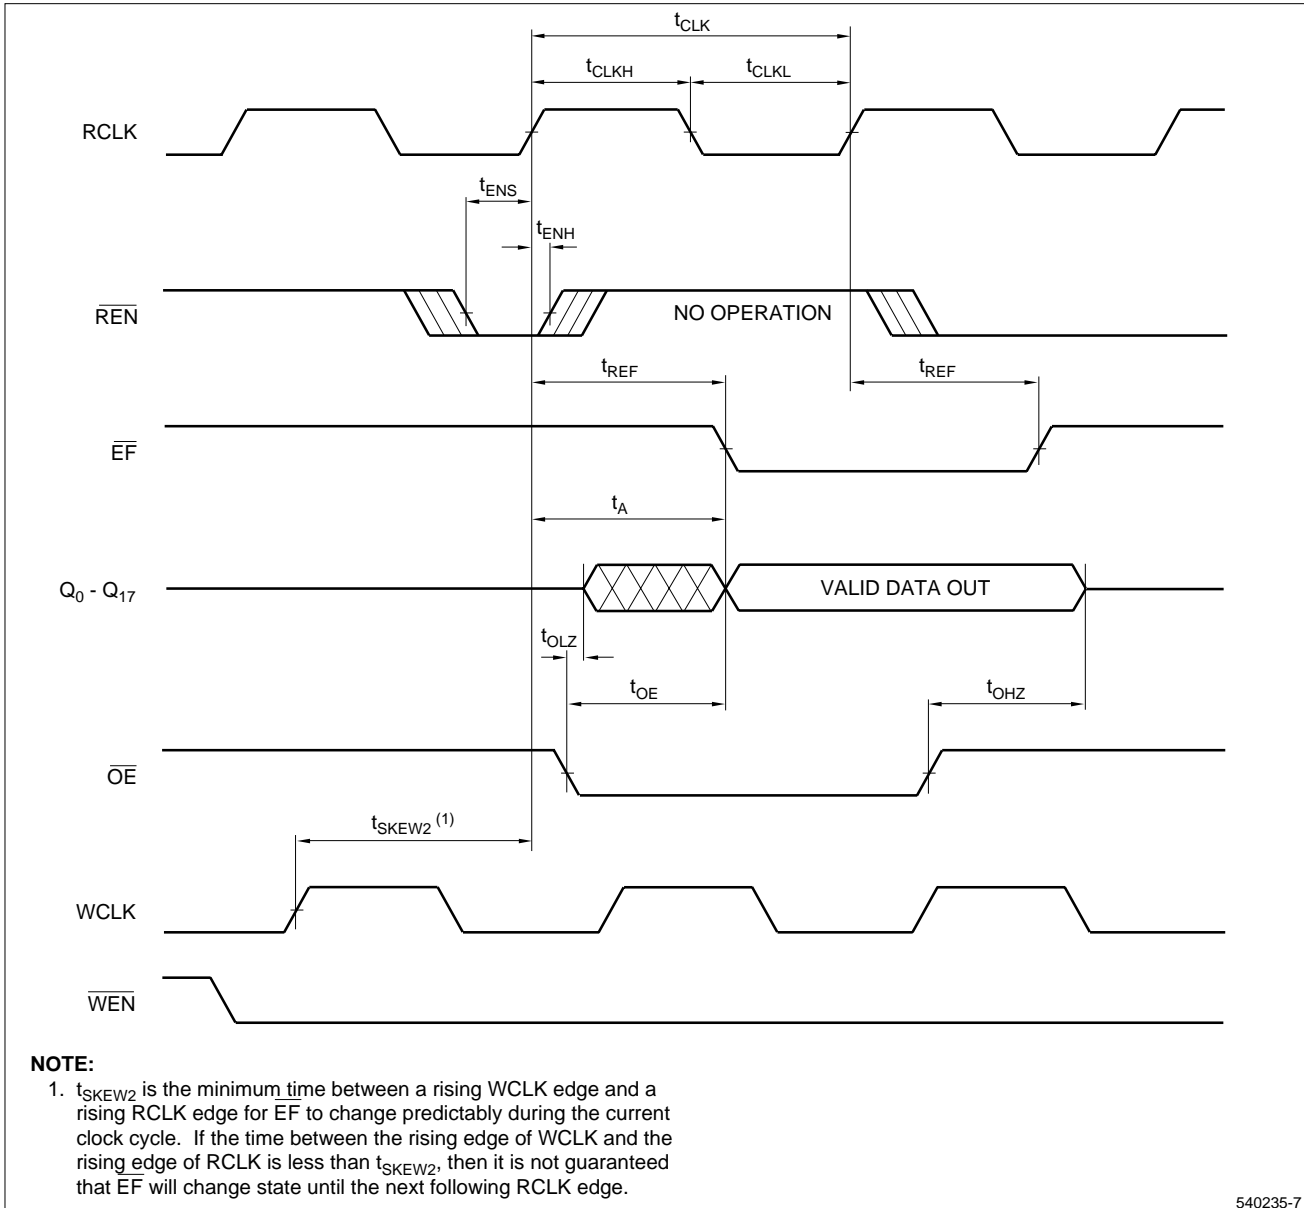 tCLK
tCLKH
tCLKL
RCLK
tENS
tENH
REN
NO OPERATION
tREF
tREF
EF
tA
Q0 - Q17
VALID DATA OUT
tOLZ
tOE
tOHZ
OE
tSKEW2 (1)
WCLK
WEN
NOTE:
1. tSKEW2 is the minimum time between a rising WCLK edge and a
rising RCLK edge for EF to change predictably during the current
clock cycle. If the time between the rising edge of WCLK and the
rising edge of RCLK is less than tSKEW2, then it is not guaranteed
that EF will change state until the next following RCLK edge.
540235-7